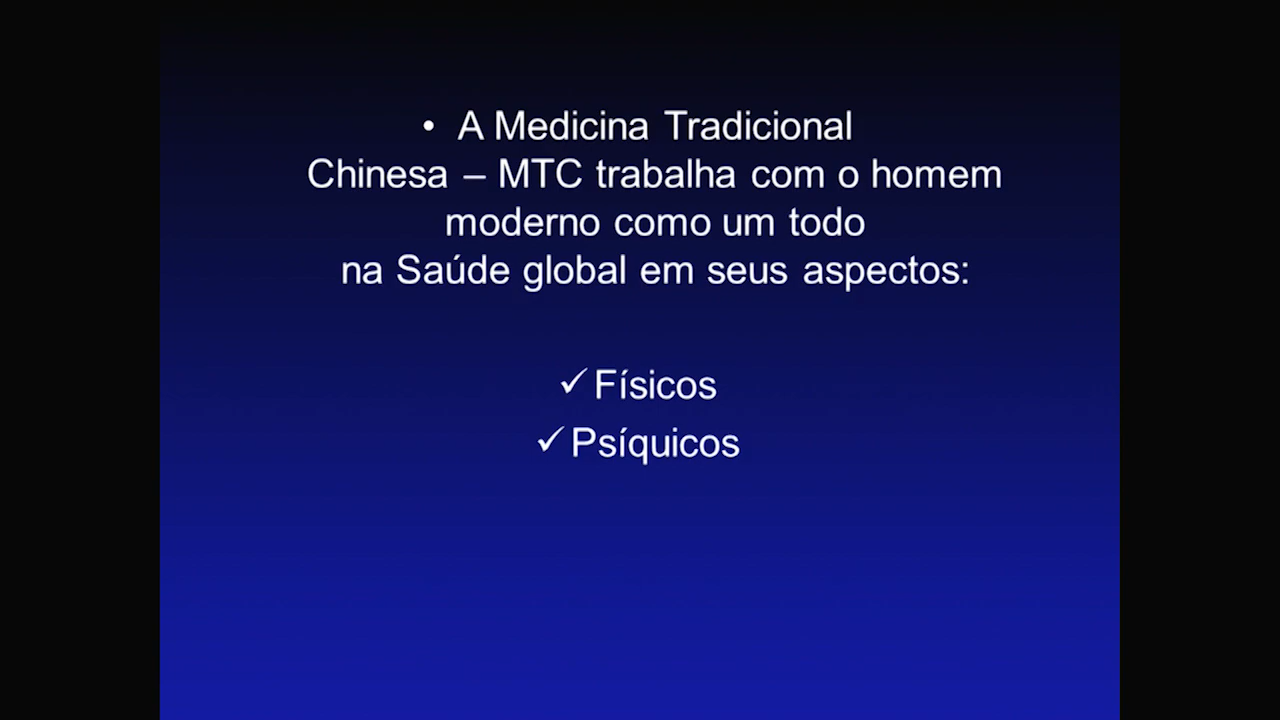 • A Medicina Tradicional
Chinesa – MTC trabalha com o homem
moderno como um todo
na Saúde global em seus aspectos:
✓ Físicos
✓ Psíquicos